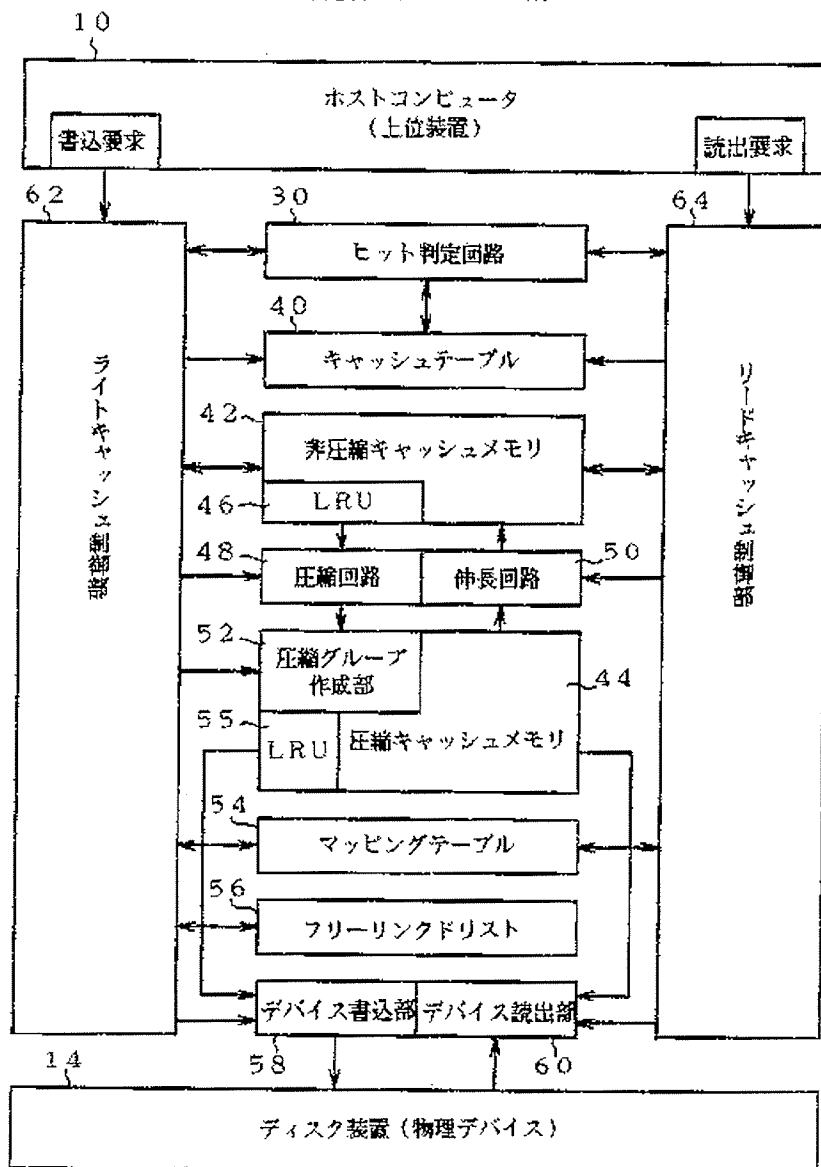 10
ホストコンピュータ
(上位装置)
書込要求
読出要求
62
30
64
ヒット判定回路
40
キャッシュテーブル
ライトキャッシュ制御部
リードキャッシュ制御部
42
非圧縮キャッシュメモリ
46
LRU
48
圧縮回路
伸長回路
50
52
圧縮グループ
作成部
44
55
LRU
圧縮キャッシュメモリ
54
マッピングテーブル
56
フリーリンクドリスト
デバイス書込部
デバイス読出部
58
60
14
ディスク装置(物理デバイス)